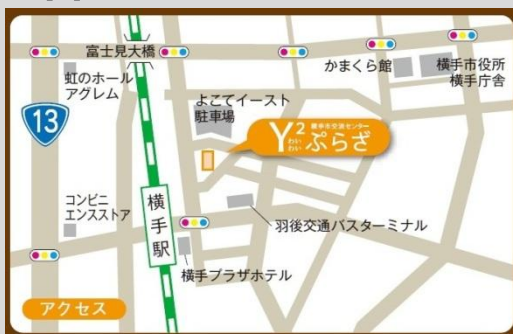 富士見大橋
かまくら館
横手市役所
横手庁舎
虹のホール
アグレム
よこてイースト
駐車場
13
Y²
わい
わい
横手市交流センター
ぷらざ
コンビニ
エンスストア
横手駅
羽後交通バスターミナル
横手プラザホテル
アクセス